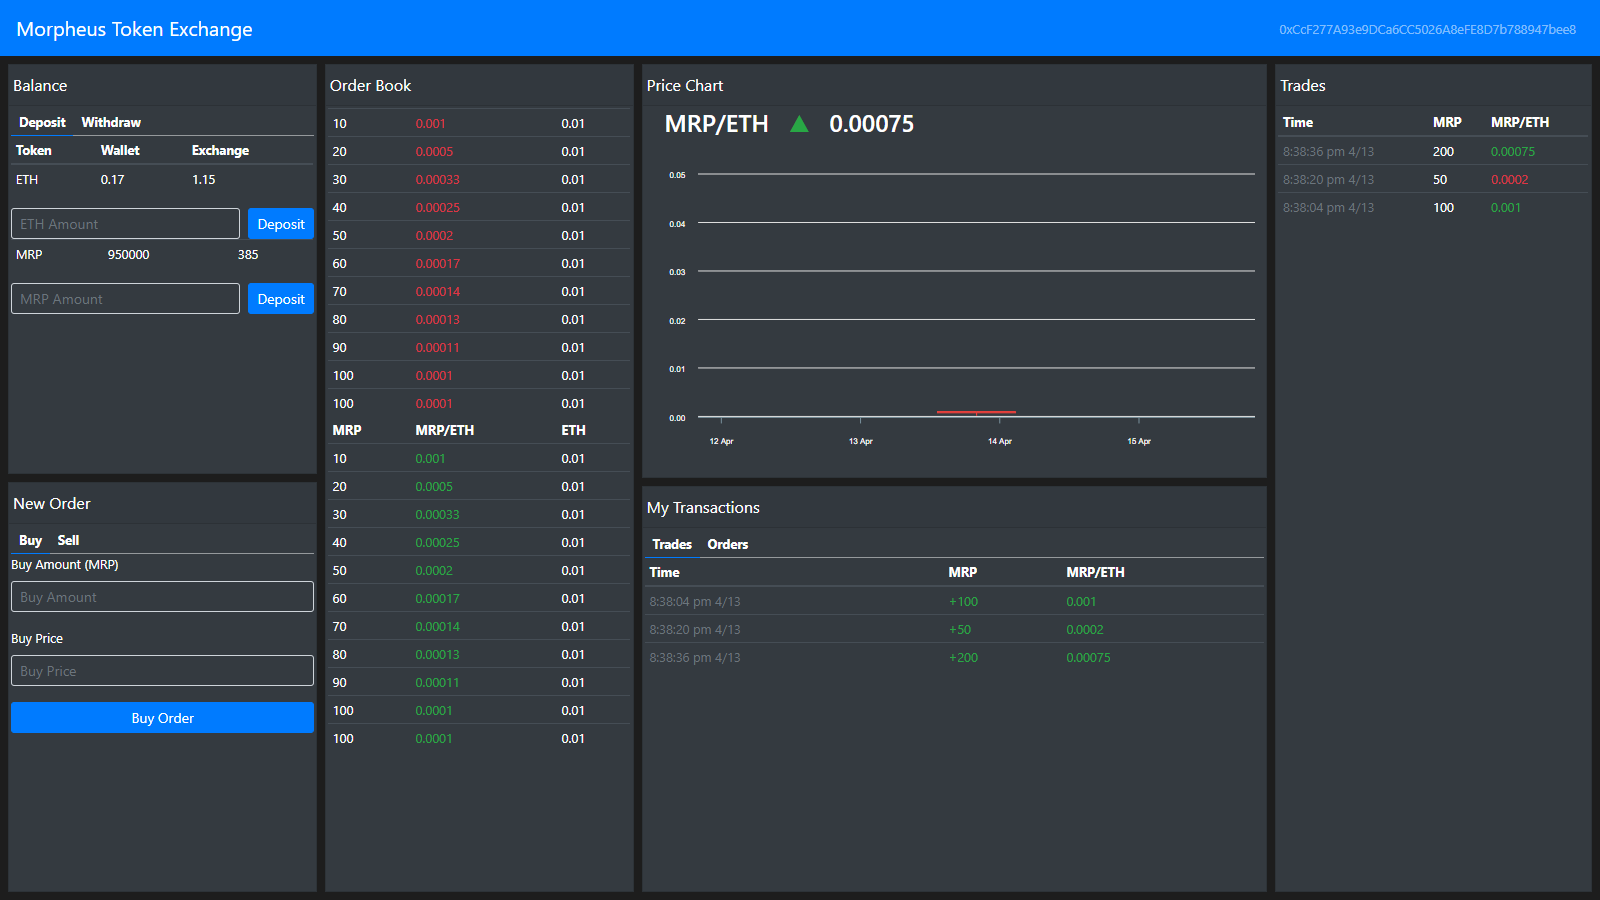 Morpheus Token Exchange
0xCcF277A93e9DCa6CC5026A8eFE8D7b788947bee8
Balance
Deposit Withdraw
Token Wallet Exchange
ETH 0.17 1.15
ETH Amount Deposit
MRP 950000 385
MRP Amount Deposit
New Order
Buy Sell
Buy Amount (MRP)
Buy Amount
Buy Price
Buy Price
Buy Order
Order Book
10 0.001 0.01
20 0.0005 0.01
30 0.00033 0.01
40 0.00025 0.01
50 0.0002 0.01
60 0.00017 0.01
70 0.00014 0.01
80 0.00013 0.01
90 0.00011 0.01
100 0.0001 0.01
100 0.0001 0.01
MRP MRP/ETH ETH
10 0.001 0.01
20 0.0005 0.01
30 0.00033 0.01
40 0.00025 0.01
50 0.0002 0.01
60 0.00017 0.01
70 0.00014 0.01
80 0.00013 0.01
90 0.00011 0.01
100 0.0001 0.01
100 0.0001 0.01
Price Chart
MRP/ETH ▲ 0.00075
0.05
0.04
0.03
0.02
0.01
0.00
12 Apr 13 Apr 14 Apr 15 Apr
My Transactions
Trades Orders
Time MRP MRP/ETH
8:38:04 pm 4/13 +100 0.001
8:38:20 pm 4/13 +50 0.0002
8:38:36 pm 4/13 +200 0.00075
Trades
Time MRP MRP/ETH
8:38:36 pm 4/13 200 0.00075
8:38:20 pm 4/13 50 0.0002
8:38:04 pm 4/13 100 0.001